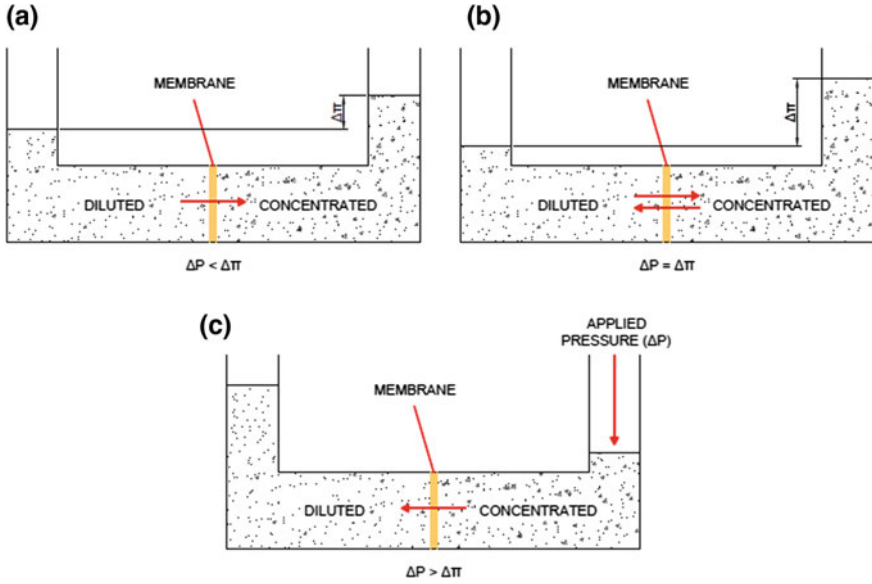 (a)
MEMBRANE
Δπ
DILUTED
CONCENTRATED
ΔP < Δπ
(b)
MEMBRANE
Δπ
DILUTED
CONCENTRATED
ΔP = Δπ
(c)
APPLIED
PRESSURE (ΔP)
MEMBRANE
DILUTED
CONCENTRATED
ΔP > Δπ